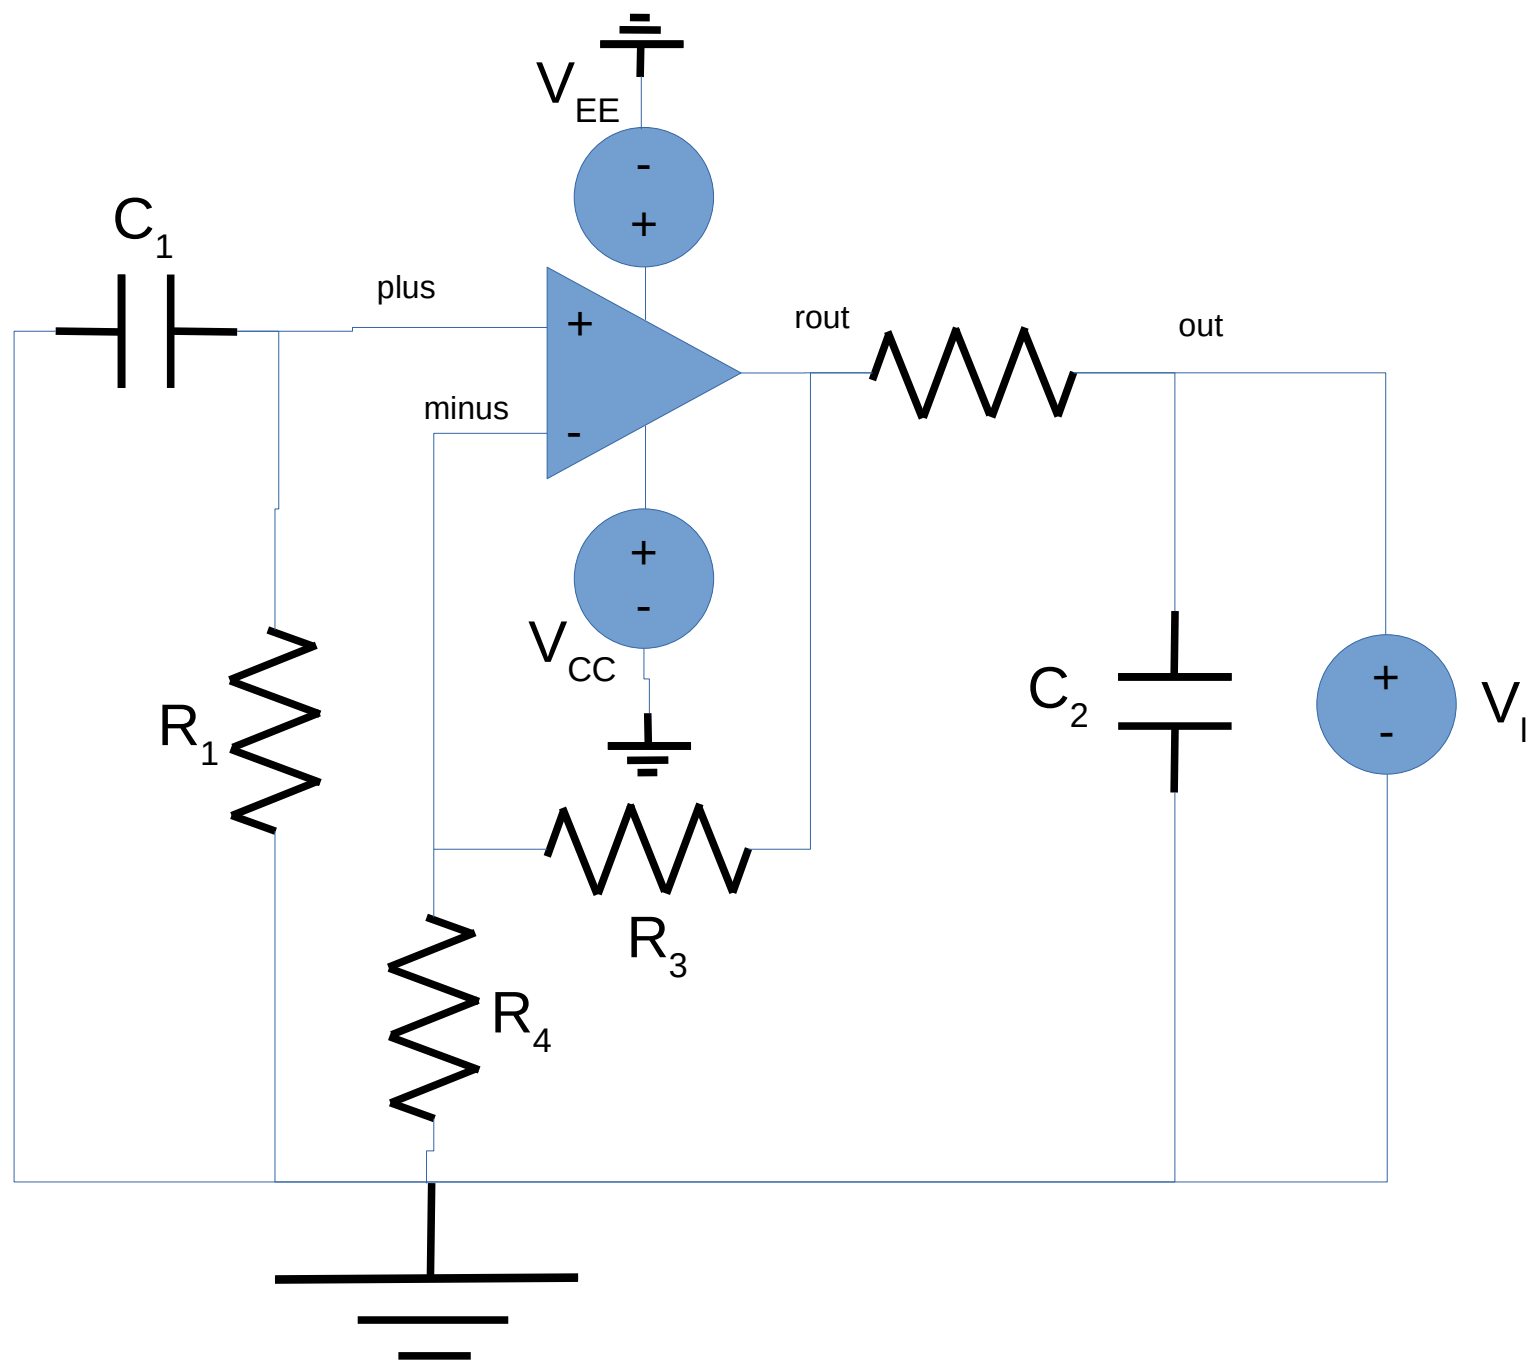 VEE
-
+
C1
plus
+
rout
out
minus
-
+
-
VCC
C2
+
-
VI
R1
R3
R4